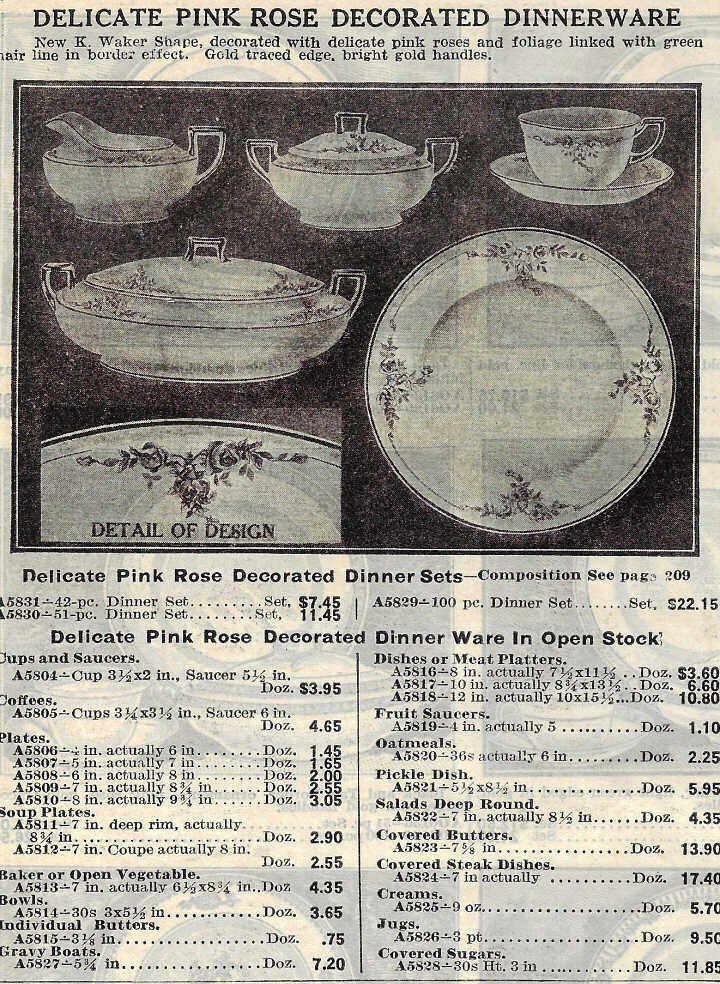 DELICATE PINK ROSE DECORATED DINNERWARE
New K. Waker Shape, decorated with delicate pink roses and foliage linked with green
hair line in border effect. Gold traced edge, bright gold handles.
DETAIL OF DESIGN
Delicate Pink Rose Decorated Dinner Sets—Composition See page 209
A5831—42-pc. Dinner Set.........Set, $7.45
A5830—51-pc. Dinner Set.........Set, 11.45
A5829—100 pc. Dinner Set.......Set, $22.15
Delicate Pink Rose Decorated Dinner Ware In Open Stock
Cups and Saucers.
A5804—Cup 3½x2 in., Saucer 5½ in.
Doz. $3.95
Coffees.
A5805—Cups 3¼x3½ in., Saucer 6 in.
Doz. 4.65
Plates.
A5806—4 in. actually 6 in........Doz. 1.45
A5807—5 in. actually 7 in........Doz. 1.65
A5808—6 in. actually 8 in........Doz. 2.00
A5809—7 in. actually 8¾ in.......Doz. 2.55
A5810—8 in. actually 9¾ in.......Doz. 3.05
Soup Plates.
A5811—7 in. deep rim, actually
8¾ in......................Doz. 2.90
A5812—7 in. Coupe actually 8 in.
Doz. 2.55
Baker or Open Vegetable.
A5813—7 in. actually 6½x8¾ in..Doz 4.35
Bowls.
A5814—30s 3x5½ in.............Doz. 3.65
Individual Butters.
A5815—3⅛ in..................Doz. .75
Gravy Boats.
A5827—5¾ in..................Doz. 7.20
Dishes or Meat Platters.
A5816—8 in. actually 7½x11½ ..Doz. $3.60
A5817—10 in. actually 8¾x13½..Doz. 6.60
A5818—12 in. actually 10x15½...Doz. 10.80
Fruit Saucers.
A5819—4 in. actually 5 ..........Doz. 1.10
Oatmeals.
A5820—36s actually 6 in..........Doz. 2.25
Pickle Dish.
A5821—5½x8½ in..............Doz. 5.95
Salads Deep Round.
A5822—7 in. actually 8½ in......Doz. 4.35
Covered Butters.
A5823—7⅝ in..................Doz. 13.90
Covered Steak Dishes.
A5824—7 in actually ............Doz. 17.40
Creams.
A5825—9 oz....................Doz. 5.70
Jugs.
A5826—3 pt....................Doz. 9.50
Covered Sugars.
A5828—30s Ht. 3 in ............Doz. 11.85